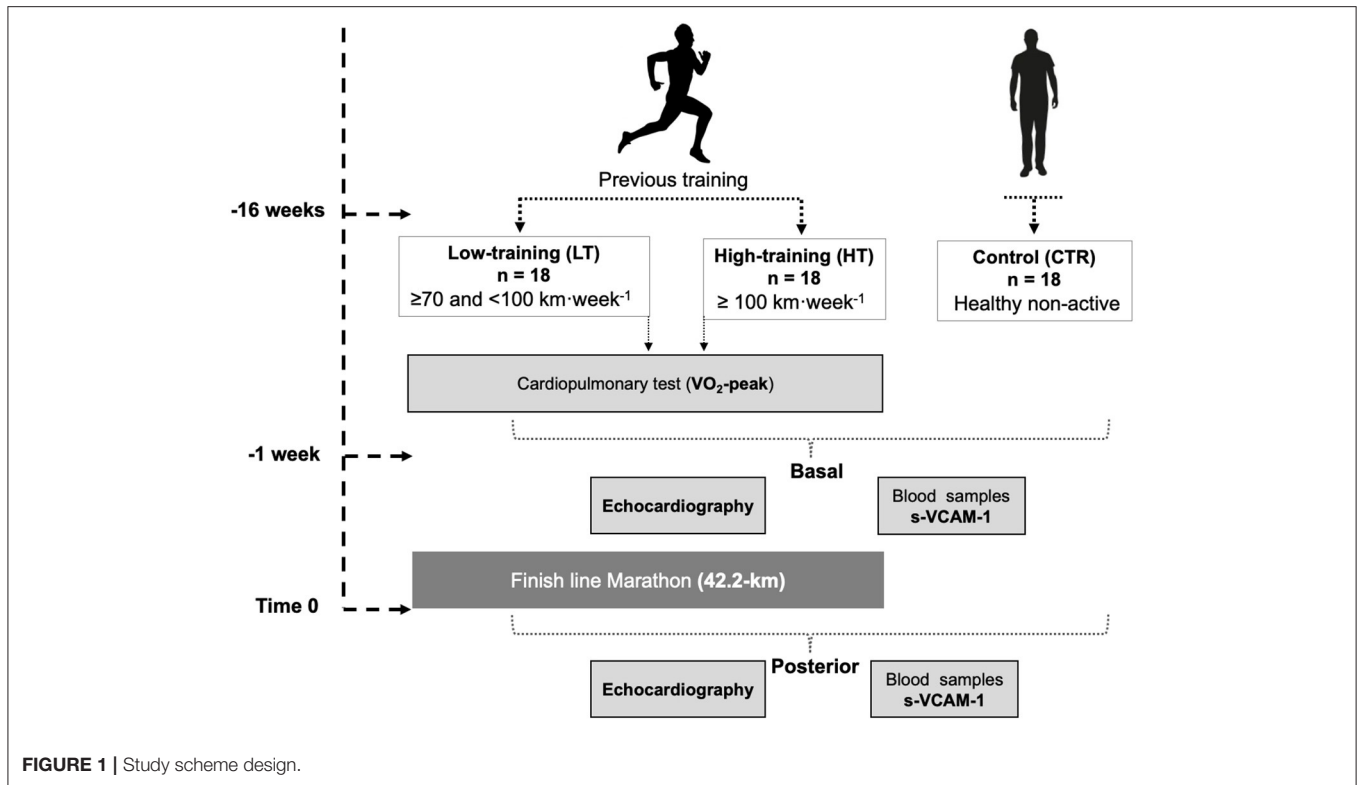 Previous training
-16 weeks
Low-training (LT)
n = 18
≥70 and <100 km·week⁻¹
High-training (HT)
n = 18
≥ 100 km·week⁻¹
Control (CTR)
n = 18
Healthy non-active
Cardiopulmonary test (VO₂-peak)
-1 week
Basal
Echocardiography
Blood samples
s-VCAM-1
Finish line Marathon (42.2-km)
Time 0
Posterior
Echocardiography
Blood samples
s-VCAM-1
FIGURE 1 | Study scheme design.